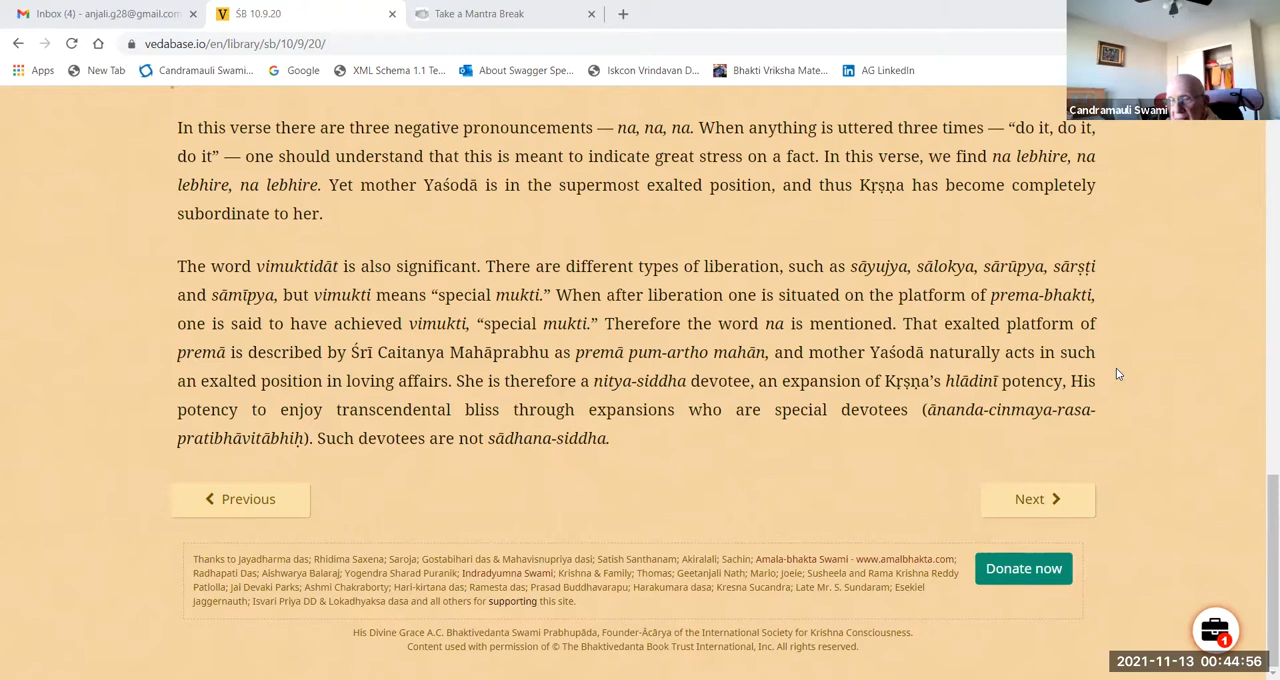 Inbox (4) - anjali.g28@gmail.com
ŚB 10.9.20
Take a Mantra Break
vedabase.io/en/library/sb/10/9/20/
Apps
New Tab
Candramauli Swami...
Google
XML Schema 1.1 Te...
About Swagger Spe...
Iskcon Vrindavan D...
Bhakti Vriksha Mate...
AG LinkedIn
Candramauli Swami
In this verse there are three negative pronouncements — na, na, na. When anything is uttered three times — “do it, do it,
do it” — one should understand that this is meant to indicate great stress on a fact. In this verse, we find na lebhire, na
lebhire, na lebhire. Yet mother Yaśodā is in the supermost exalted position, and thus Kṛṣṇa has become completely
subordinate to her.
The word vimuktidāt is also significant. There are different types of liberation, such as sāyujya, sālokya, sārūpya, sārṣṭi
and sāmīpya, but vimukti means “special mukti.” When after liberation one is situated on the platform of prema-bhakti,
one is said to have achieved vimukti, “special mukti.” Therefore the word na is mentioned. That exalted platform of
premā is described by Śrī Caitanya Mahāprabhu as premā pum-artho mahān, and mother Yaśodā naturally acts in such
an exalted position in loving affairs. She is therefore a nitya-siddha devotee, an expansion of Kṛṣṇa’s hlādinī potency, His
potency to enjoy transcendental bliss through expansions who are special devotees (ānanda-cinmaya-rasa-
pratibhāvitābhiḥ). Such devotees are not sādhana-siddha.
Previous
Next
Thanks to Jayadharma das; Rhidima Saxena; Saroja; Gostabihari das & Mahavisnupriya dasi; Satish Santhanam; Akiralali; Sachin; Amala-bhakta Swami - www.amalbhakta.com;
Radhapati Das; Aishwarya Balaraj; Yogendra Sharad Puranik; Indradyumna Swami; Krishna & Family; Thomas; Geetanjali Nath; Mario; Joeie; Susheela and Rama Krishna Reddy
Patlolla; Jai Devaki Parks; Ashmi Chakraborty; Hari-kirtana das; Ramesta das; Prasad Buddhavarapu; Harakumara dasa; Kresna Sucandra; Late Mr. S. Sundaram; Esekiel
Jaggernauth; Isvari Priya DD & Lokadhyaksa dasa and all others for supporting this site.
Donate now
His Divine Grace A.C. Bhaktivedanta Swami Prabhupāda, Founder-Ācārya of the International Society for Krishna Consciousness.
Content used with permission of © The Bhaktivedanta Book Trust International, Inc. All rights reserved.
1
2021-11-13 00:44:56